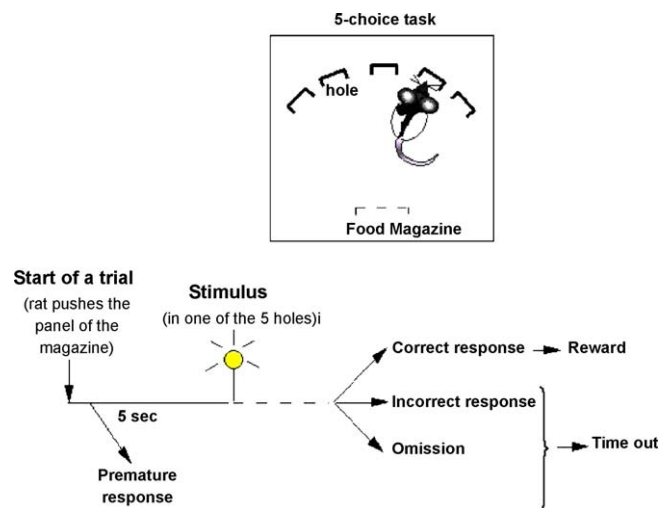 5-choice task
hole
Food Magazine
Start of a trial
(rat pushes the
panel of the
magazine)
Stimulus
(in one of the 5 holes)i
5 sec
Premature
response
Correct response
Reward
Incorrect response
Omission
Time out